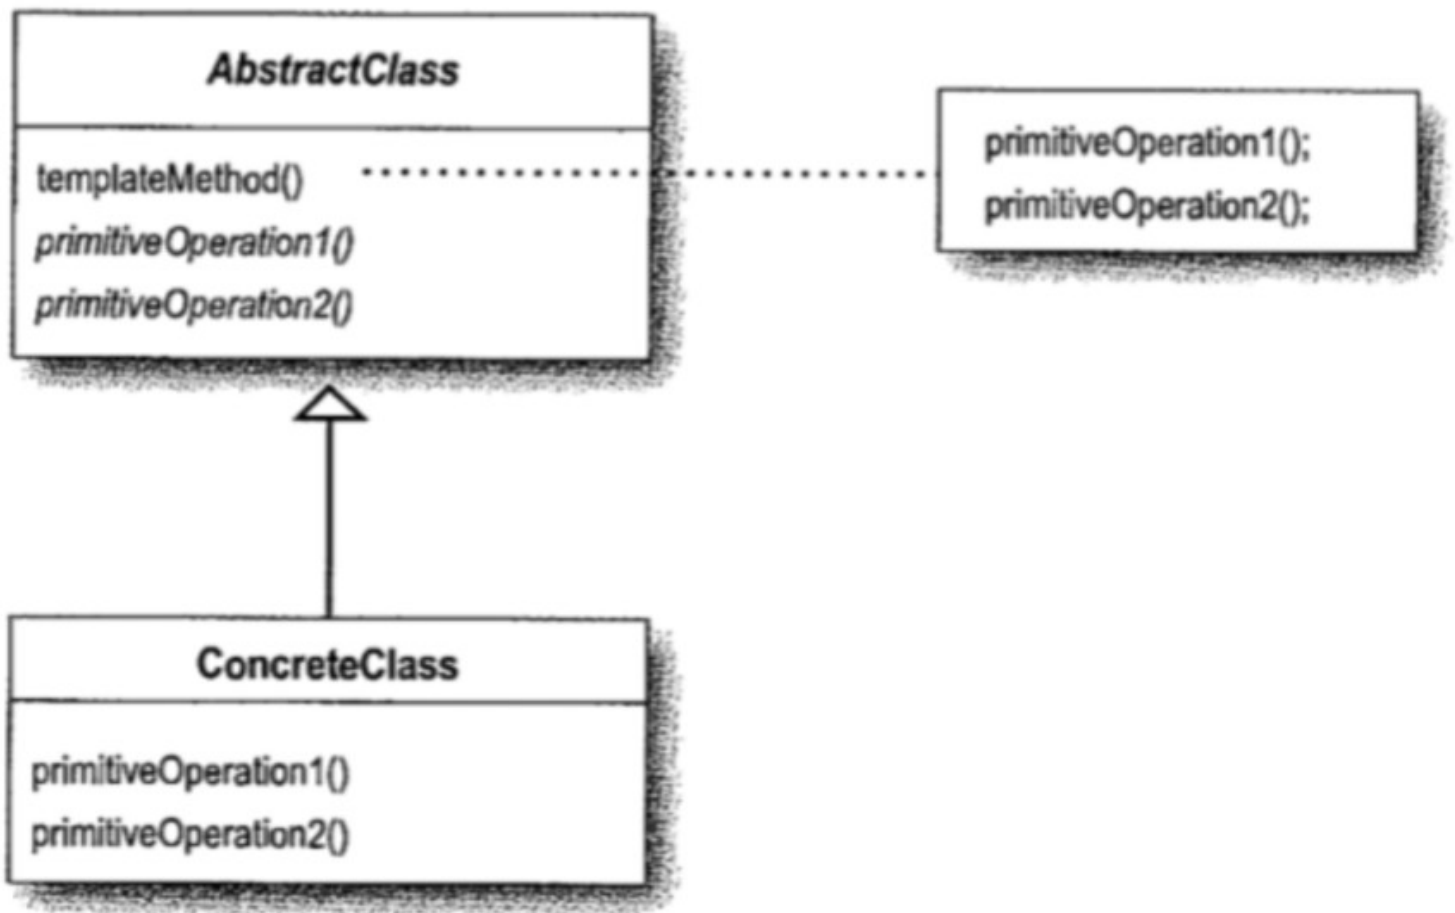 AbstractClass
templateMethod()
primitiveOperation1()
primitiveOperation2()
primitiveOperation1();
primitiveOperation2();
ConcreteClass
primitiveOperation1()
primitiveOperation2()